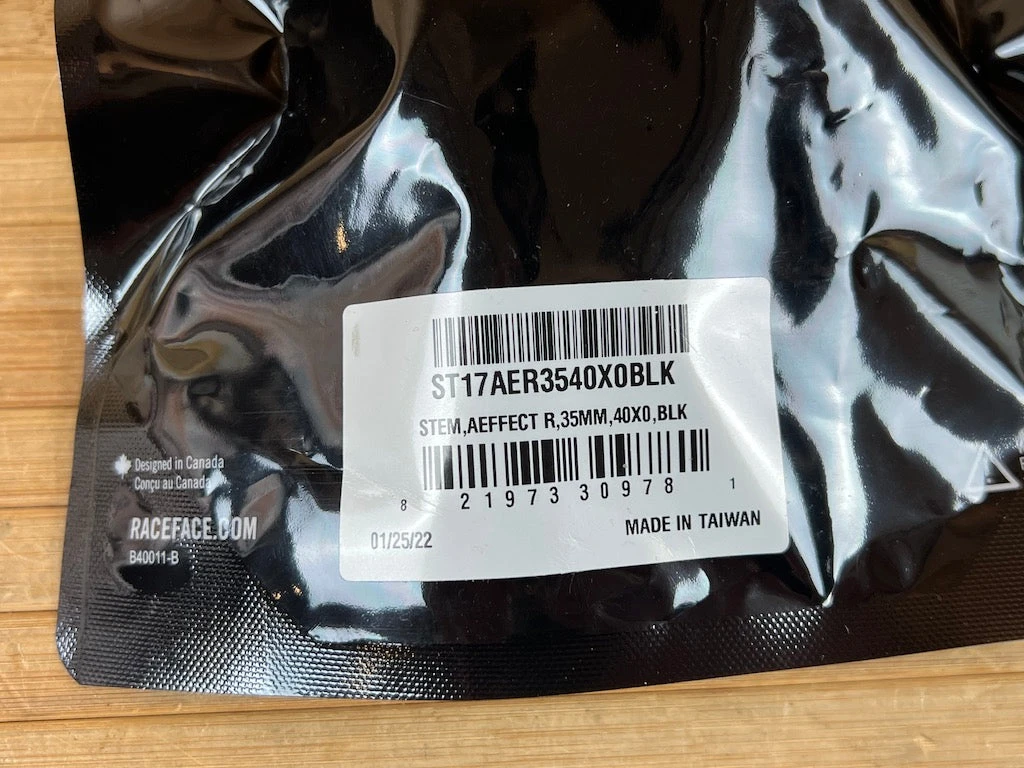 ST17AER3540X0BLK
STEM,AEFFECT R,35MM,40X0,BLK
8 21973 30978 1
01/25/22
MADE IN TAIWAN
Designed in Canada
Conçu au Canada
RACEFACE.COM
B40011-B